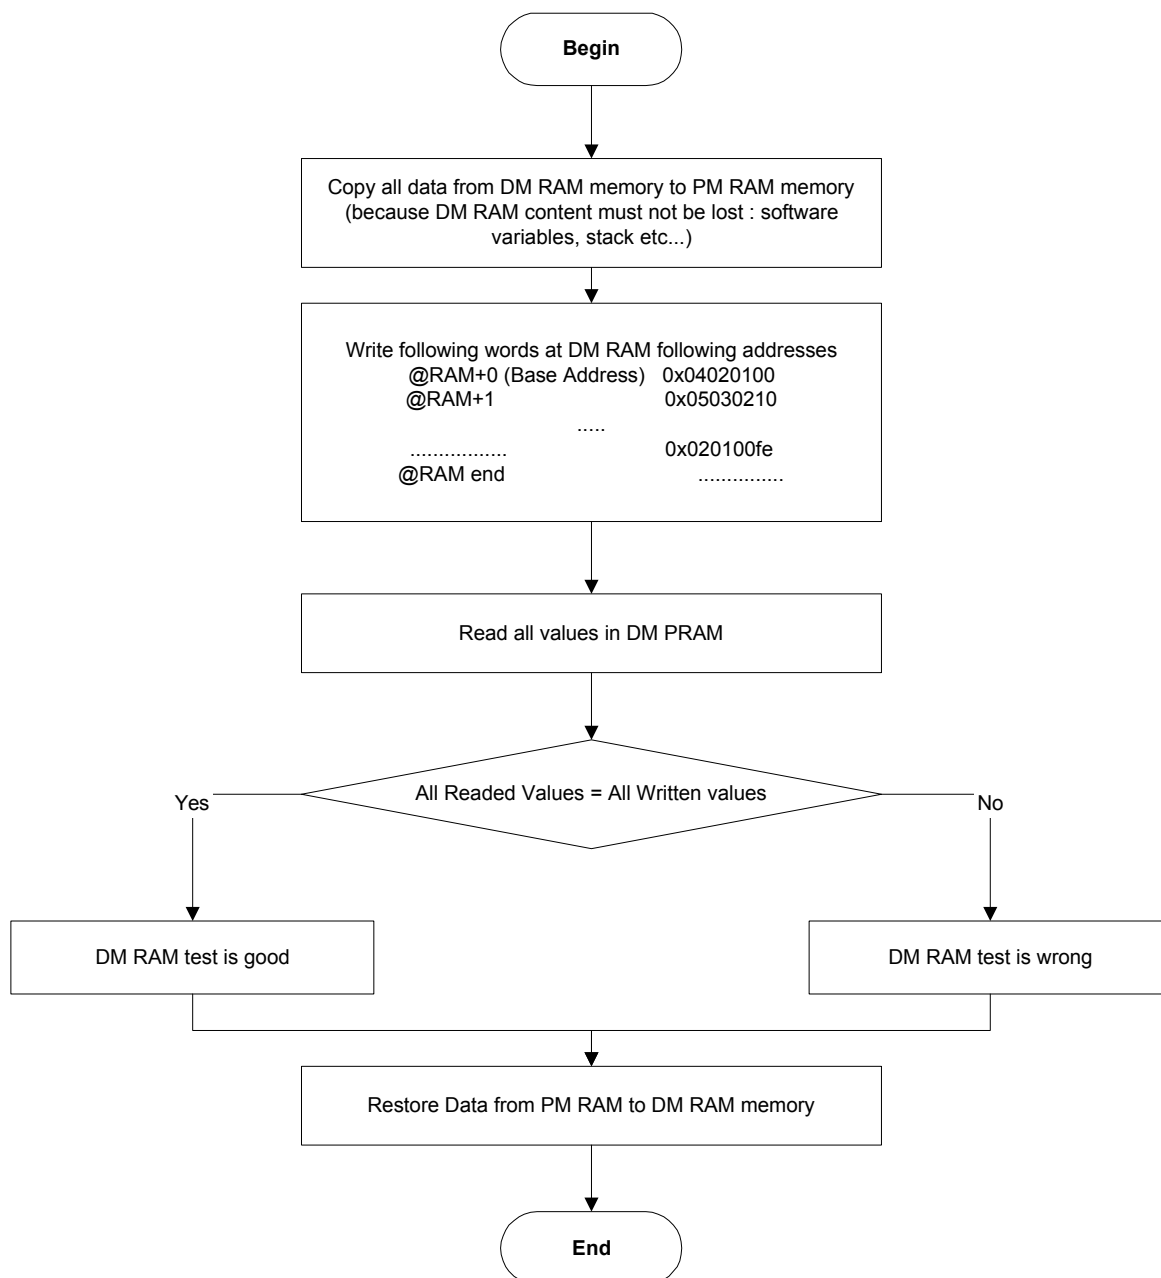 Begin
Copy all data from DM RAM memory to PM RAM memory
(because DM RAM content must not be lost : software
variables, stack etc...)
Write following words at DM RAM following addresses
@RAM+0 (Base Address) 0x04020100
@RAM+1 0x05030210
.....
................. 0x020100fe
@RAM end ...............
Read all values in DM PRAM
All Readed Values = All Written values
Yes
No
DM RAM test is good
DM RAM test is wrong
Restore Data from PM RAM to DM RAM memory
End